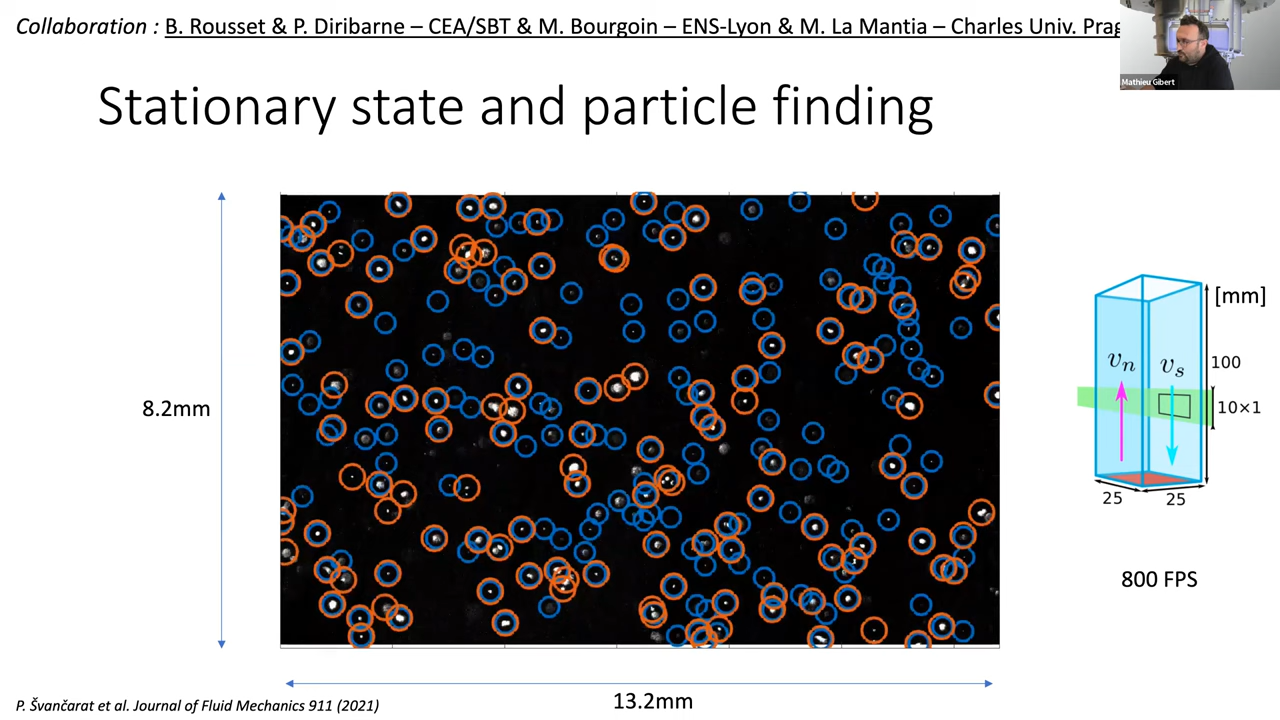 Collaboration : B. Rousset & P. Diribarne – CEA/SBT & M. Bourgoin – ENS-Lyon & M. La Mantia – Charles Univ. Prag
Mathieu Gibert
Stationary state and particle finding
8.2mm
13.2mm
[mm]
v_n
v_s
100
10×1
25
25
800 FPS
P. Švančarat et al. Journal of Fluid Mechanics 911 (2021)